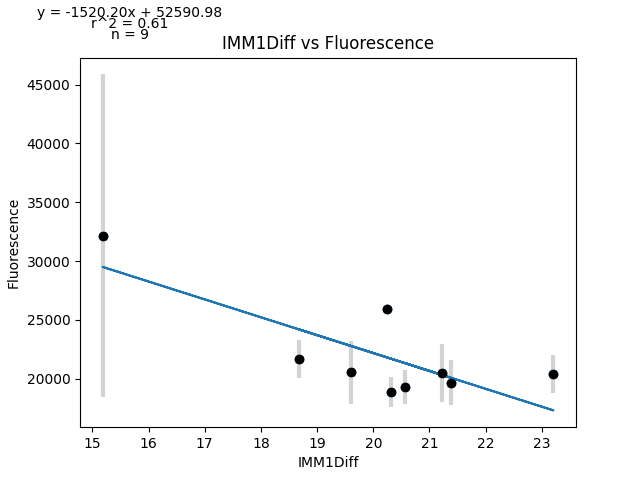 y = -1520.20x + 52590.98
r^2 = 0.61
n = 9
IMM1Diff vs Fluorescence
45000
40000
35000
30000
25000
20000
Fluorescence
15 16 17 18 19 20 21 22 23
IMM1Diff